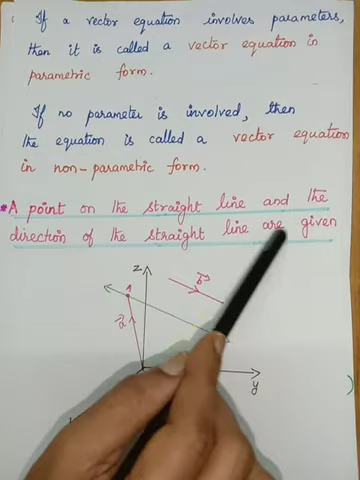 If a vector equation involves parameters,
then it is called a vector equation in
parametric form.
If no parameter is involved, then
the equation is called a vector equation
in non-parametric form.
*A point on the straight line and the
direction of the straight line are given
z
b
A
a
y
)